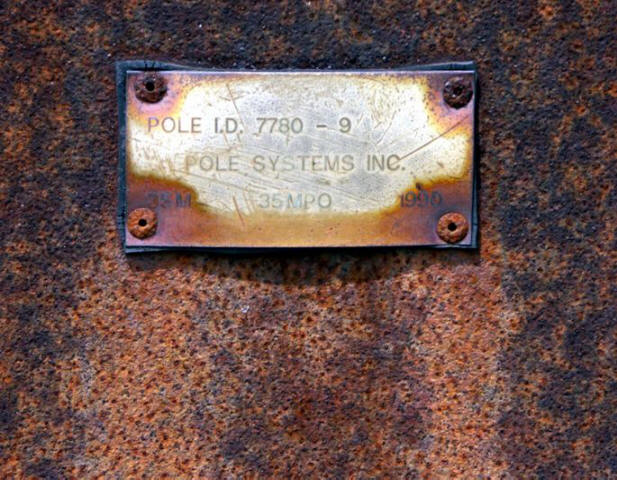 POLE I.D. 7780 - 9
POLE SYSTEMS INC.
35MPO 1990